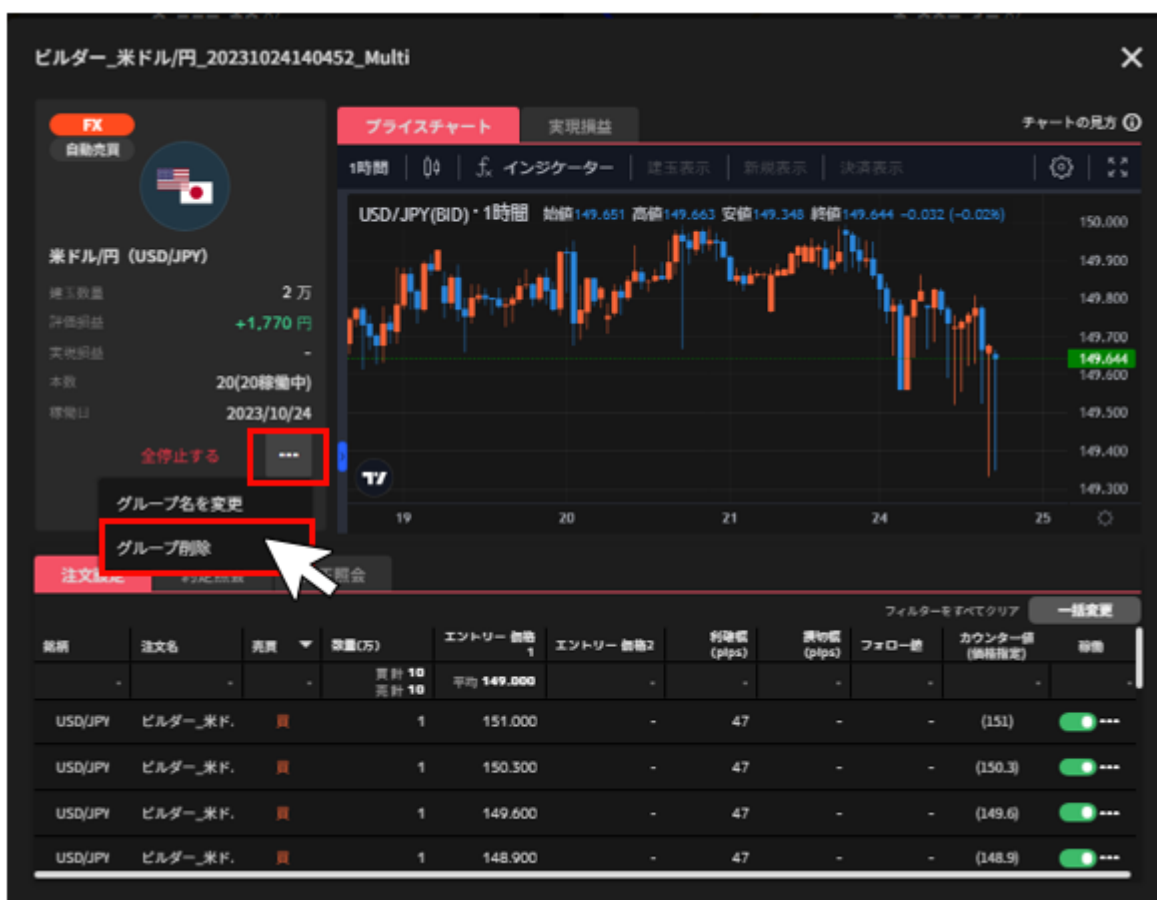 ビルダー_米ドル/円_20231024140452_Multi
FX
自動売買
米ドル/円 (USD/JPY)
建玉数量 2 万
評価損益 +1,770 円
実現損益 -
本数 20(20稼働中)
稼働日 2023/10/24
全停止する
グループ名を変更
グループ削除
プライスチャート 実現損益 チャートの見方
1時間 fx インジケーター 建玉表示 新規表示 決済表示
USD/JPY(BID)・1時間 始値149.651 高値149.663 安値149.348 終値149.644 -0.032 (-0.02%)
150.000
149.900
149.800
149.700
149.644
149.600
149.500
149.400
149.300
19 20 21 24 25
注文設定 約定照会 照会
フィルターをすべてクリア 一括変更
銘柄 注文名 売買 数量(万) エントリー 価格1 エントリー 価格2 利確幅(pips) 損切幅(pips) フォロー値 カウンター値(価格指定) 稼働
- - - 買計 10 売計 10 平均 149.000 - - - - - -
USD/JPY ビルダー_米ド. 買 1 151.000 - 47 - - (151)
USD/JPY ビルダー_米ド. 買 1 150.300 - 47 - - (150.3)
USD/JPY ビルダー_米ド. 買 1 149.600 - 47 - - (149.6)
USD/JPY ビルダー_米ド. 買 1 148.900 - 47 - - (148.9)